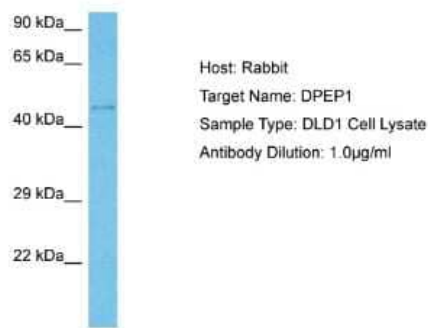 90 kDa
65 kDa
Host: Rabbit
Target Name: DPEP1
40 kDa
Sample Type: DLD1 Cell Lysate
Antibody Dilution: 1.0µg/ml
29 kDa
22 kDa